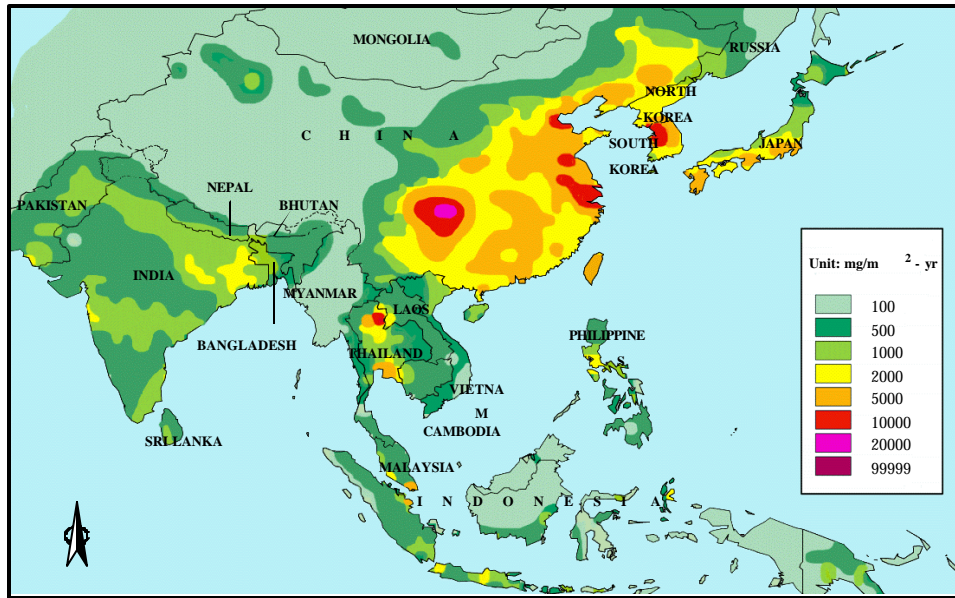 MONGOLIA
RUSSIA
NORTH
KOREA
C H I N A
SOUTH
KOREA
JAPAN
NEPAL
PAKISTAN
BHUTAN
INDIA
MYANMAR
LAOS
BANGLADESH
THAILAND
PHILIPPINE
S
VIETNA
M
CAMBODIA
SRI LANKA
MALAYSIA
I N D O N E S I A
Unit: mg/m 2 - yr
100
500
1000
2000
5000
10000
20000
99999